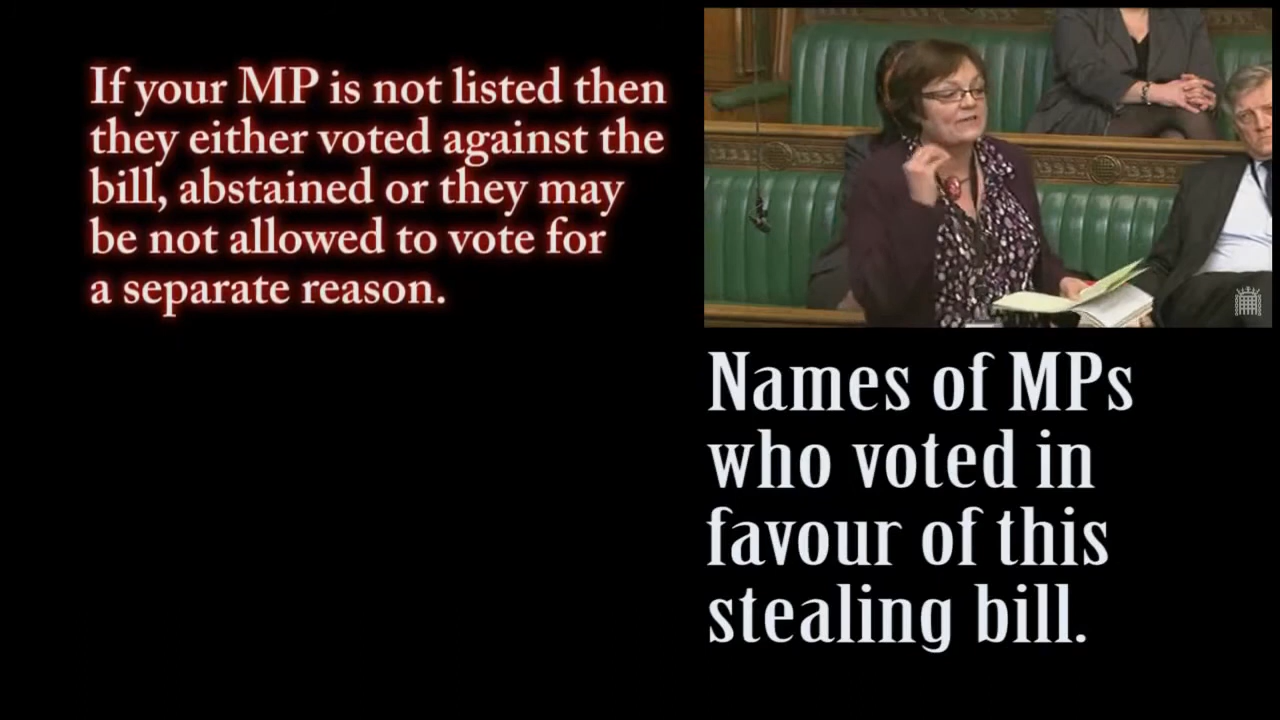 If your MP is not listed then
they either voted against the
bill, abstained or they may
be not allowed to vote for
a separate reason.
Names of MPs
who voted in
favour of this
stealing bill.